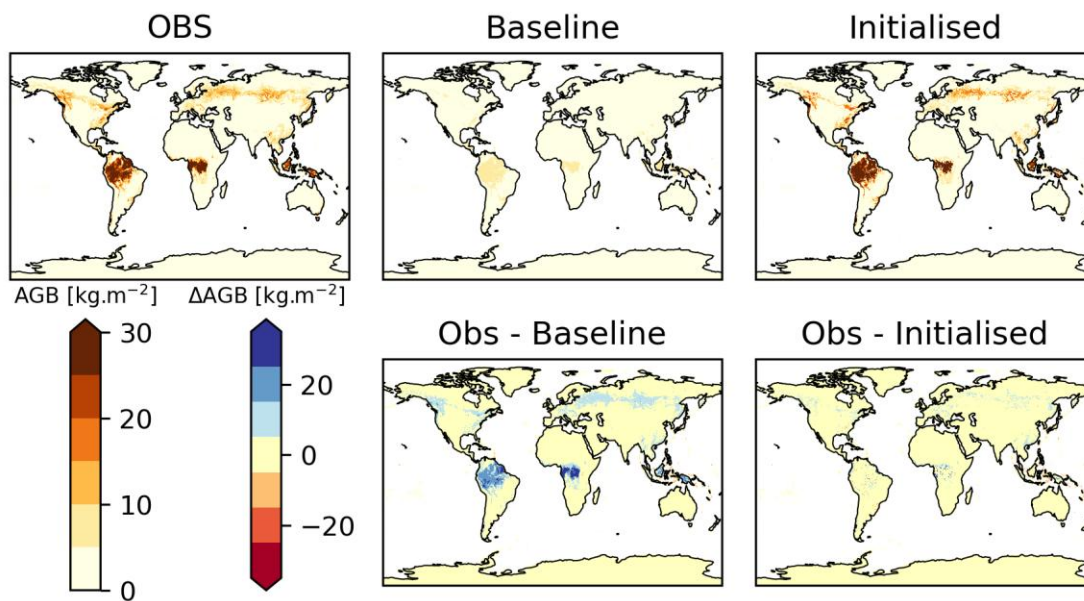 OBS
Baseline
Initialised
AGB [kg.m⁻²]
ΔAGB [kg.m⁻²]
30
20
10
0
20
0
−20
Obs - Baseline
Obs - Initialised